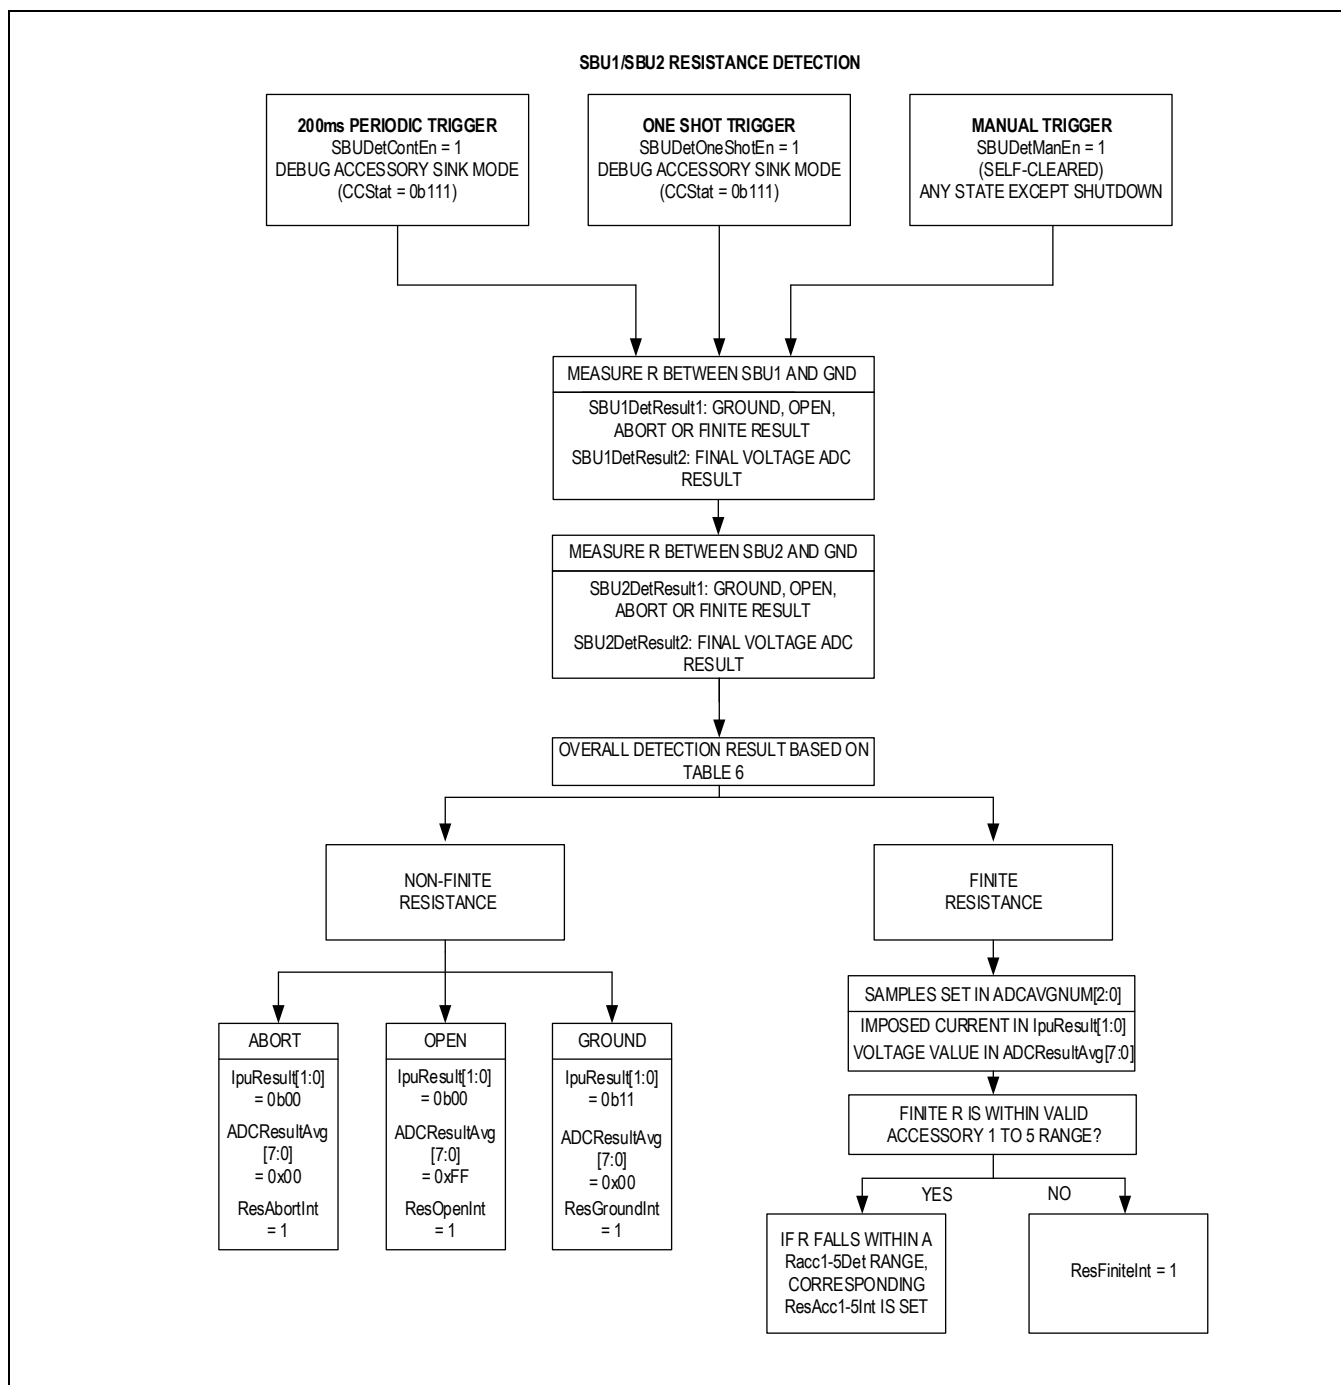 SBU1/SBU2 RESISTANCE DETECTION
200ms PERIODIC TRIGGER
SBUDetContEn = 1
DEBUG ACCESSORY SINK MODE
(CCStat = 0b111)
ONE SHOT TRIGGER
SBUDetOneShotEn = 1
DEBUG ACCESSORY SINK MODE
(CCStat = 0b111)
MANUAL TRIGGER
SBUDetManEn = 1
(SELF-CLEARED)
ANY STATE EXCEPT SHUTDOWN
MEASURE R BETWEEN SBU1 AND GND
SBU1DetResult1: GROUND, OPEN,
ABORT OR FINITE RESULT
SBU1DetResult2: FINAL VOLTAGE ADC
RESULT
MEASURE R BETWEEN SBU2 AND GND
SBU2DetResult1: GROUND, OPEN,
ABORT OR FINITE RESULT
SBU2DetResult2: FINAL VOLTAGE ADC
RESULT
OVERALL DETECTION RESULT BASED ON
TABLE 6
NON-FINITE
RESISTANCE
FINITE
RESISTANCE
ABORT
IpuResult[1:0]
= 0b00
ADCResultAvg
[7:0]
= 0x00
ResAbortInt
= 1
OPEN
IpuResult[1:0]
= 0b00
ADCResultAvg
[7:0]
= 0xFF
ResOpenInt
= 1
GROUND
IpuResult[1:0]
= 0b11
ADCResultAvg
[7:0]
= 0x00
ResGroundInt
= 1
SAMPLES SET IN ADCAVGNUM[2:0]
IMPOSED CURRENT IN IpuResult[1:0]
VOLTAGE VALUE IN ADCResultAvg[7:0]
FINITE R IS WITHIN VALID
ACCESSORY 1 TO 5 RANGE?
YES
NO
IF R FALLS WITHIN A
Racc1-5Det RANGE,
CORRESPONDING
ResAcc1-5Int IS SET
ResFiniteInt = 1